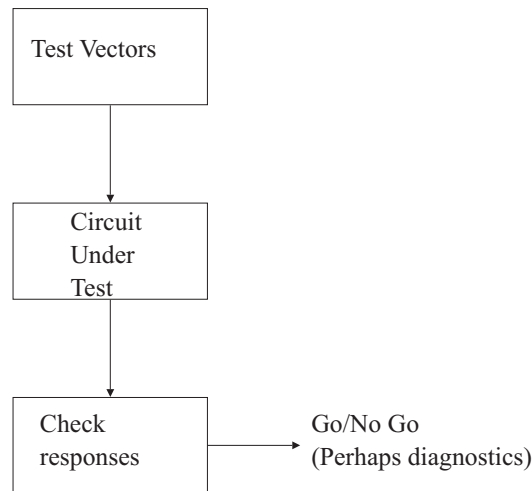 Test Vectors
Circuit
Under
Test
Check
responses
Go/No Go
(Perhaps diagnostics)